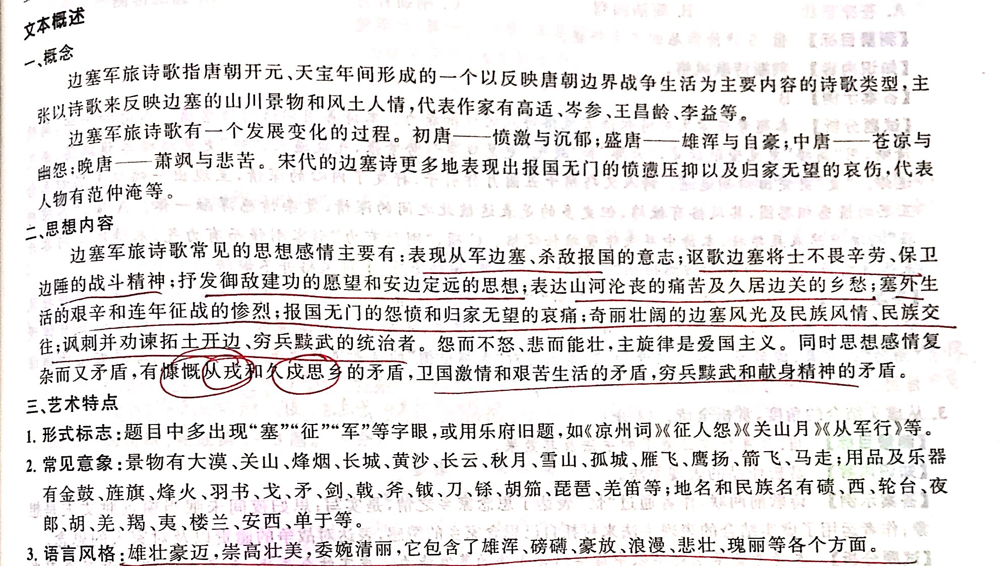 文本概述
一、概念
边塞军旅诗歌指唐朝开元、天宝年间形成的一个以反映唐朝边界战争生活为主要内容的诗歌类型,主
张以诗歌来反映边塞的山川景物和风土人情,代表作家有高适、岑参、王昌龄、李益等。
边塞军旅诗歌有一个发展变化的过程。初唐——愤激与沉郁;盛唐——雄浑与自豪;中唐——苍凉与
幽怨;晚唐——萧飒与悲苦。宋代的边塞诗更多地表现出报国无门的愤懑压抑以及归家无望的哀伤,代表
人物有范仲淹等。
二、思想内容
边塞军旅诗歌常见的思想感情主要有:表现从军边塞、杀敌报国的意志;讴歌边塞将士不畏辛劳、保卫
边陲的战斗精神;抒发御敌建功的愿望和安边定远的思想;表达山河沦丧的痛苦及久居边关的乡愁;塞外生
活的艰辛和连年征战的惨烈;报国无门的怨愤和归家无望的哀痛;奇丽壮阔的边塞风光及民族风情、民族交
往;讽刺并劝谏拓土开边、穷兵黩武的统治者。怨而不怒、悲而能壮,主旋律是爱国主义。同时思想感情复
杂而又矛盾,有慷慨从戎和久戍思乡的矛盾,卫国激情和艰苦生活的矛盾,穷兵黩武和献身精神的矛盾。
三、艺术特点
1. 形式标志:题目中多出现“塞”“征”“军”等字眼,或用乐府旧题,如《凉州词》《征人怨》《关山月》《从军行》等。
2. 常见意象:景物有大漠、关山、烽烟、长城、黄沙、长云、秋月、雪山、孤城、雁飞、鹰扬、箭飞、马走;用品及乐器
有金鼓、旌旗、烽火、羽书、戈、矛、剑、戟、斧、钺、刀、铩、胡笳、琵琶、羌笛等;地名和民族名有碛、西、轮台、夜
郎、胡、羌、羯、夷、楼兰、安西、单于等。
3. 语言风格:雄壮豪迈,崇高壮美,委婉清丽,它包含了雄浑、磅礴、豪放、浪漫、悲壮、瑰丽等各个方面。